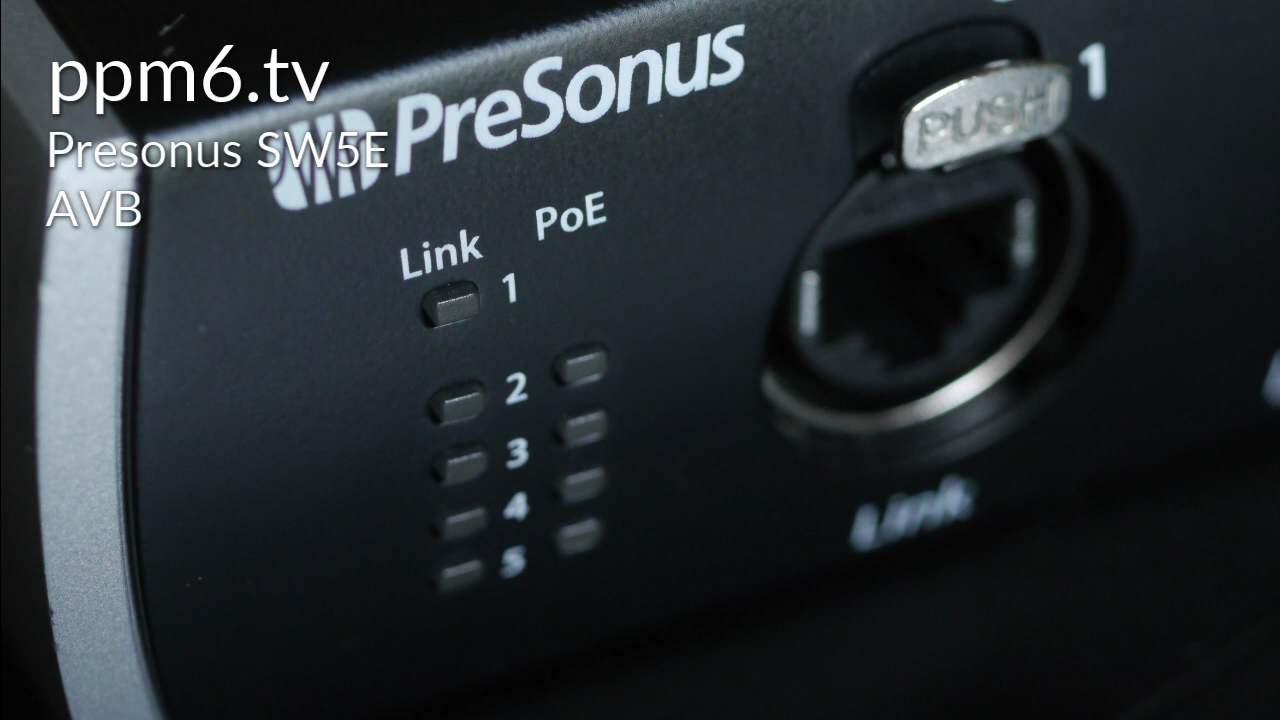 ppm6.tv
Presonus SW5E
AVB
PreSonus
PUSH
1
Link
PoE
1
2
3
4
5
Link